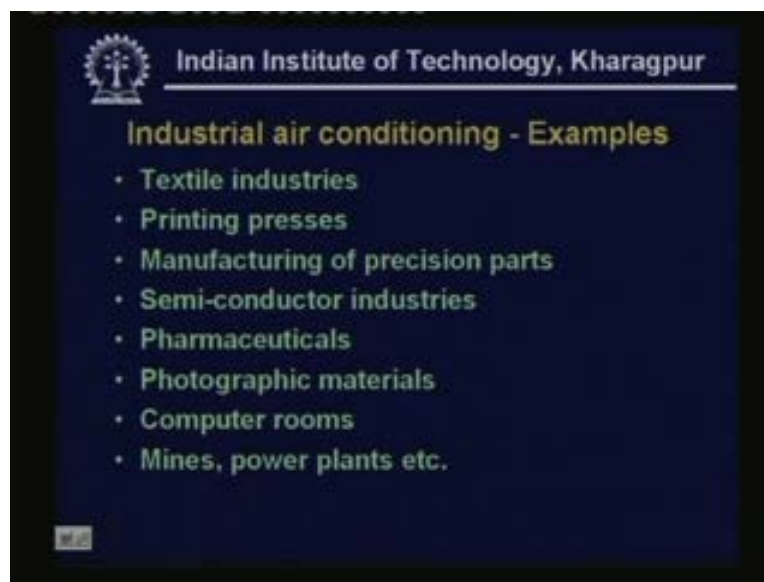 Indian Institute of Technology, Kharagpur
Industrial air conditioning - Examples
• Textile industries
• Printing presses
• Manufacturing of precision parts
• Semi-conductor industries
• Pharmaceuticals
• Photographic materials
• Computer rooms
• Mines, power plants etc.